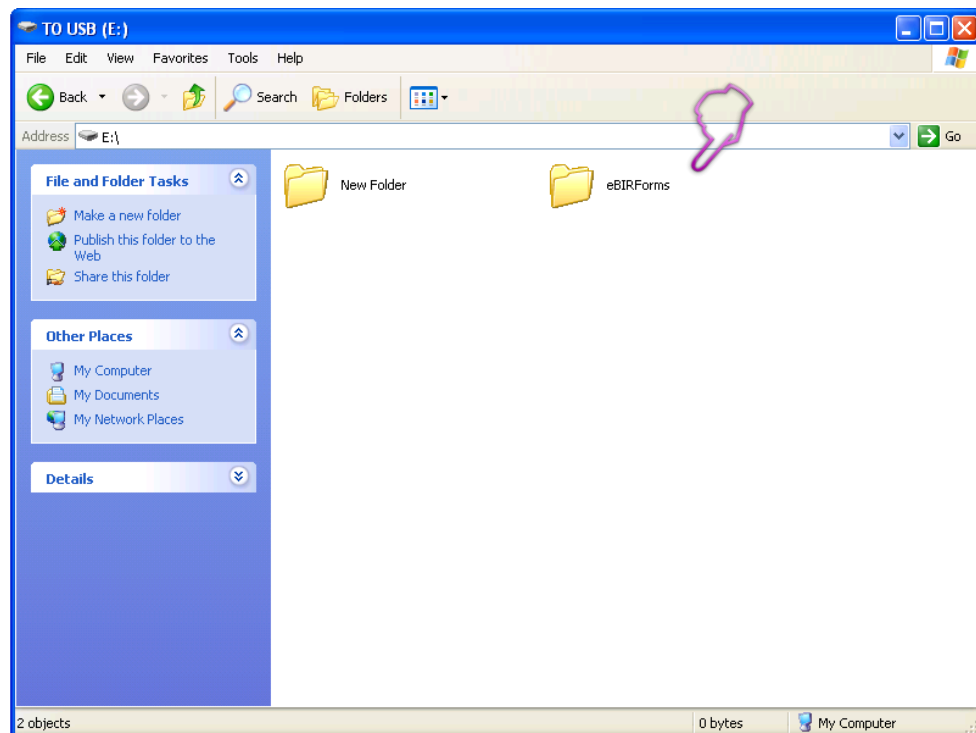 TO USB (E:)
File Edit View Favorites Tools Help
Back Search Folders
Address E:\ Go
File and Folder Tasks
Make a new folder
Publish this folder to the
Web
Share this folder
Other Places
My Computer
My Documents
My Network Places
Details
New Folder eBIRForms
2 objects 0 bytes My Computer